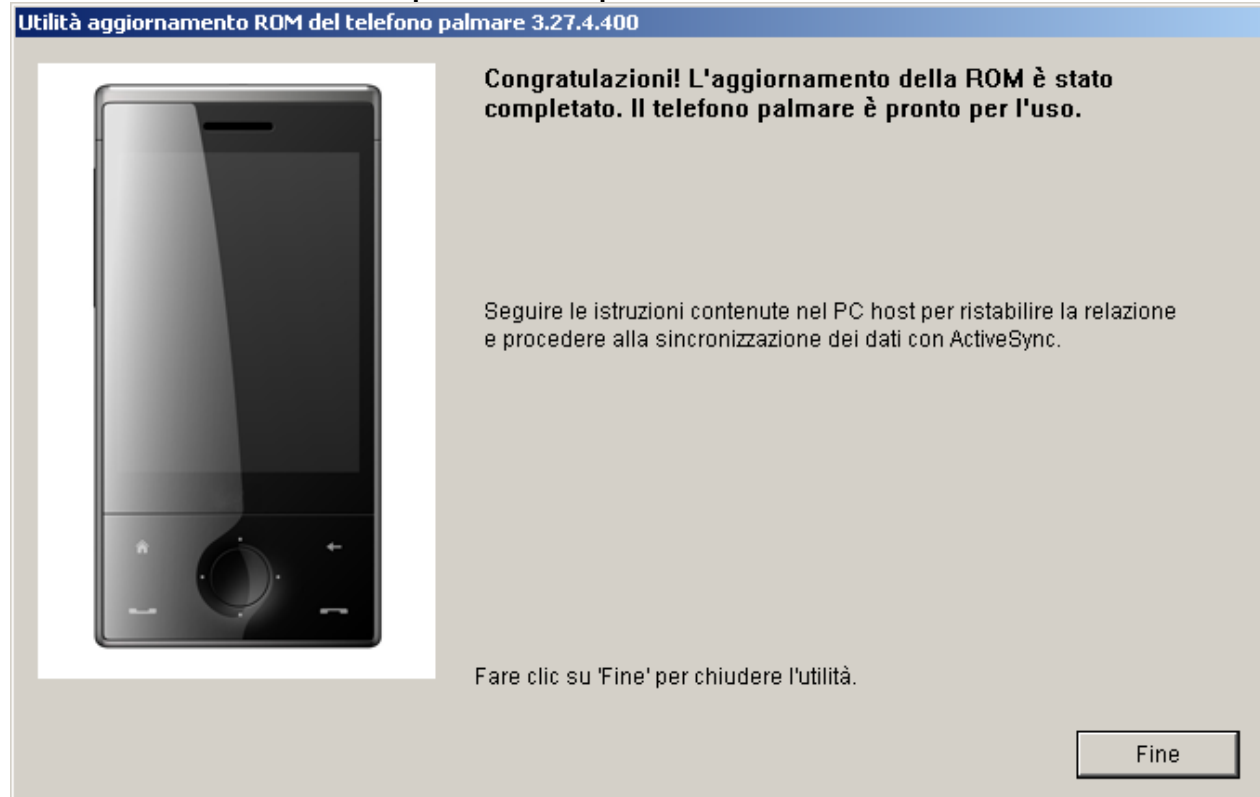 Utilità aggiornamento ROM del telefono palmare 3.27.4.400
Congratulazioni! L'aggiornamento della ROM è stato
completato. Il telefono palmare è pronto per l'uso.
Seguire le istruzioni contenute nel PC host per ristabilire la relazione
e procedere alla sincronizzazione dei dati con ActiveSync.
Fare clic su 'Fine' per chiudere l'utilità.
Fine